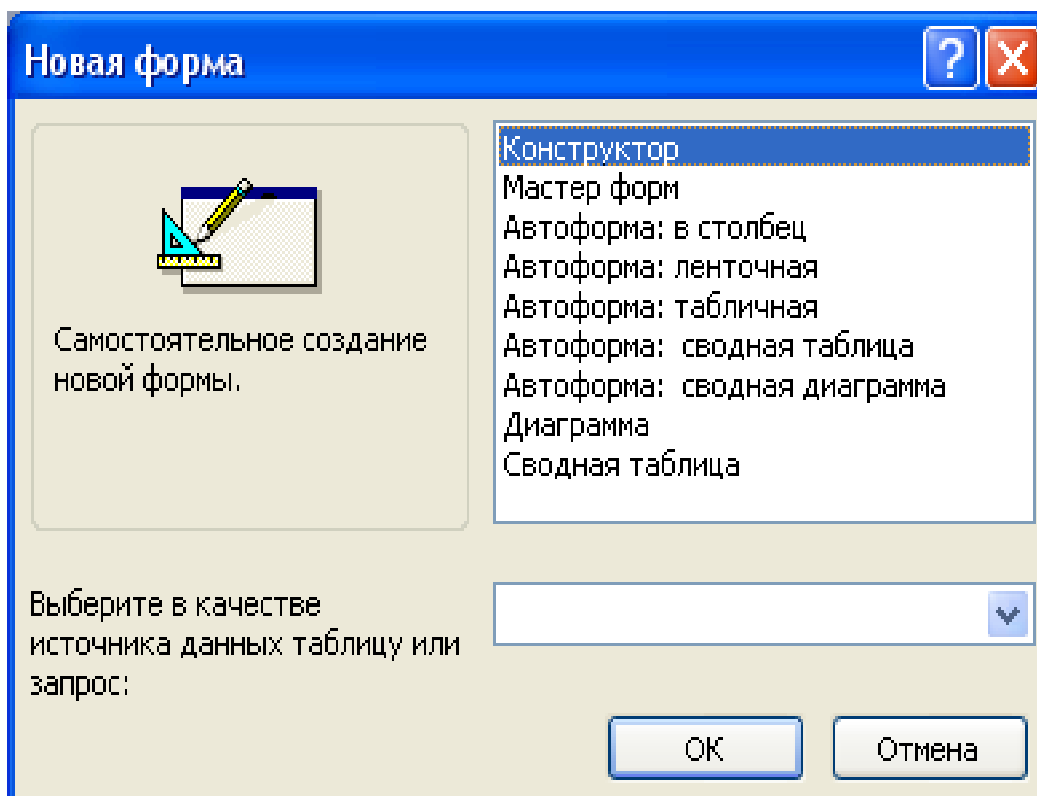 Новая форма
Конструктор
Мастер форм
Автоформа: в столбец
Автоформа: ленточная
Автоформа: табличная
Автоформа:  сводная таблица
Автоформа:  сводная диаграмма
Диаграмма
Сводная таблица
Самостоятельное создание
новой формы.
Выберите в качестве
источника данных таблицу или
запрос:
ОК
Отмена